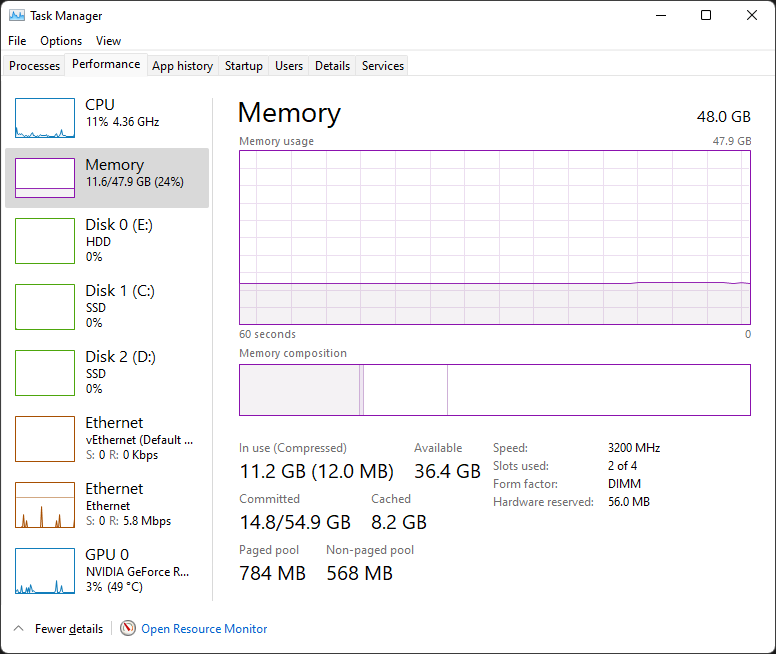 Task Manager
File Options View
Processes Performance App history Startup Users Details Services
CPU
11% 4.36 GHz
Memory
11.6/47.9 GB (24%)
Disk 0 (E:)
HDD
0%
Disk 1 (C:)
SSD
0%
Disk 2 (D:)
SSD
0%
Ethernet
vEthernet (Default ...
S: 0 R: 0 Kbps
Ethernet
Ethernet
S: 0 R: 5.8 Mbps
GPU 0
NVIDIA GeForce R...
3% (49 °C)
Memory 48.0 GB
Memory usage 47.9 GB
60 seconds 0
Memory composition
In use (Compressed) Available
11.2 GB (12.0 MB) 36.4 GB
Committed Cached
14.8/54.9 GB 8.2 GB
Paged pool Non-paged pool
784 MB 568 MB
Speed: 3200 MHz
Slots used: 2 of 4
Form factor: DIMM
Hardware reserved: 56.0 MB
Fewer details Open Resource Monitor